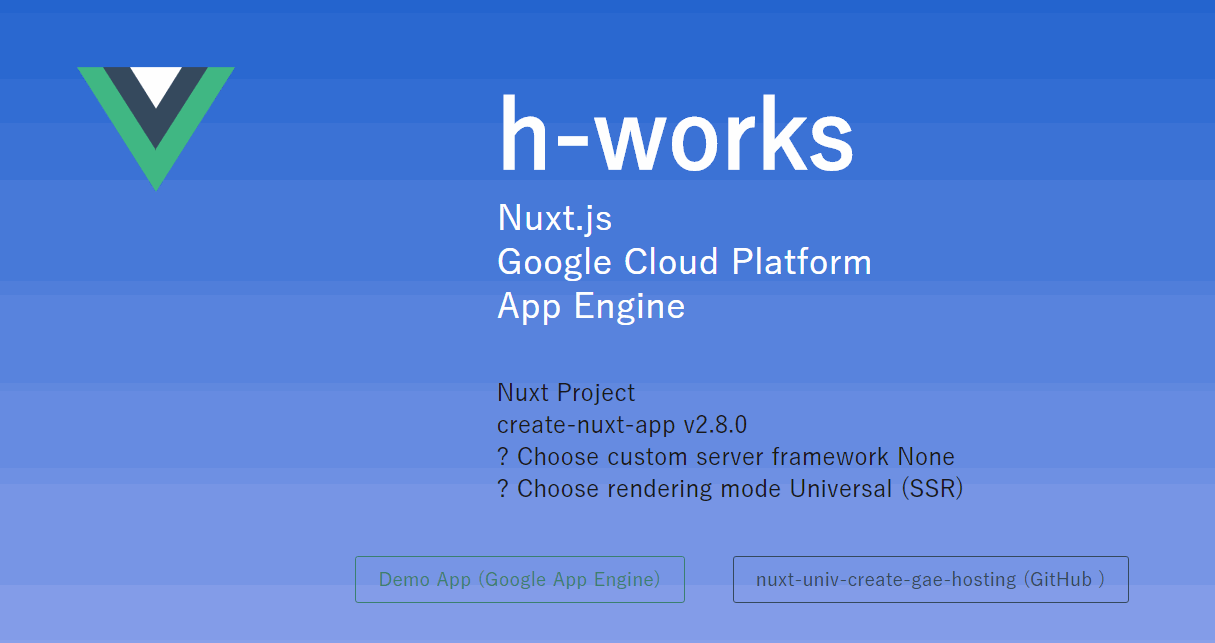 h-works
Nuxt.js
Google Cloud Platform
App Engine
Nuxt Project
create-nuxt-app v2.8.0
? Choose custom server framework None
? Choose rendering mode Universal (SSR)
Demo App (Google App Engine)
nuxt-univ-create-gae-hosting (GitHub )